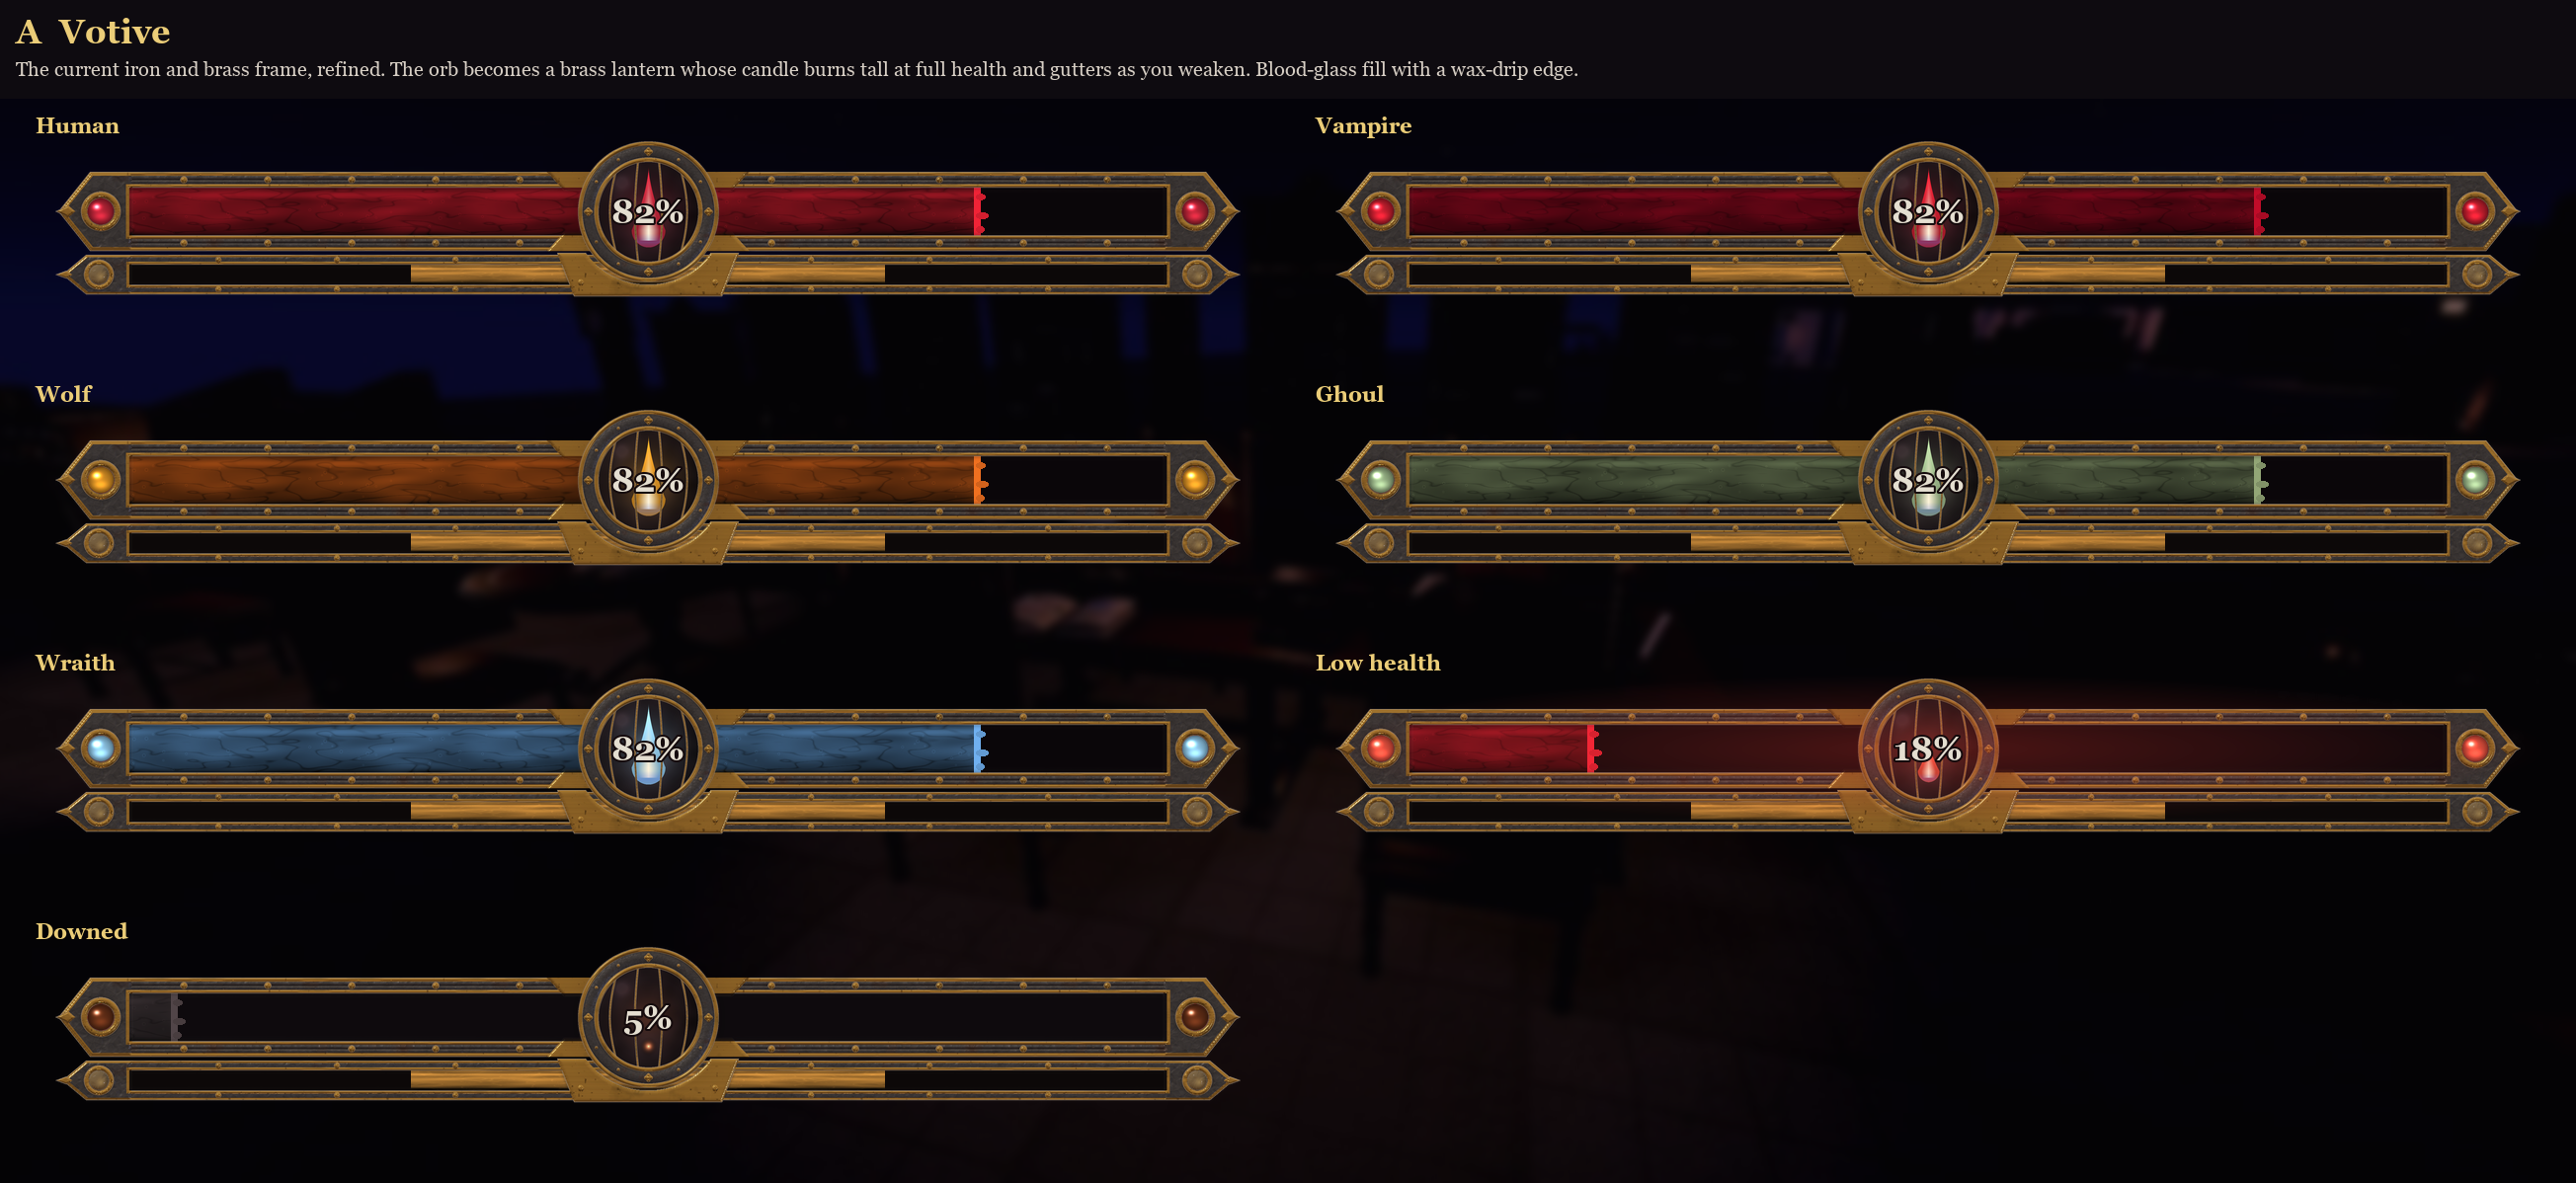 A Votive
The current iron and brass frame, refined. The orb becomes a brass lantern whose candle burns tall at full health and gutters as you weaken. Blood-glass fill with a wax-drip edge.
Human
Vampire
82%
82%
Wolf
Ghoul
82%
82%
Wraith
Low health
82%
18%
Downed
5%